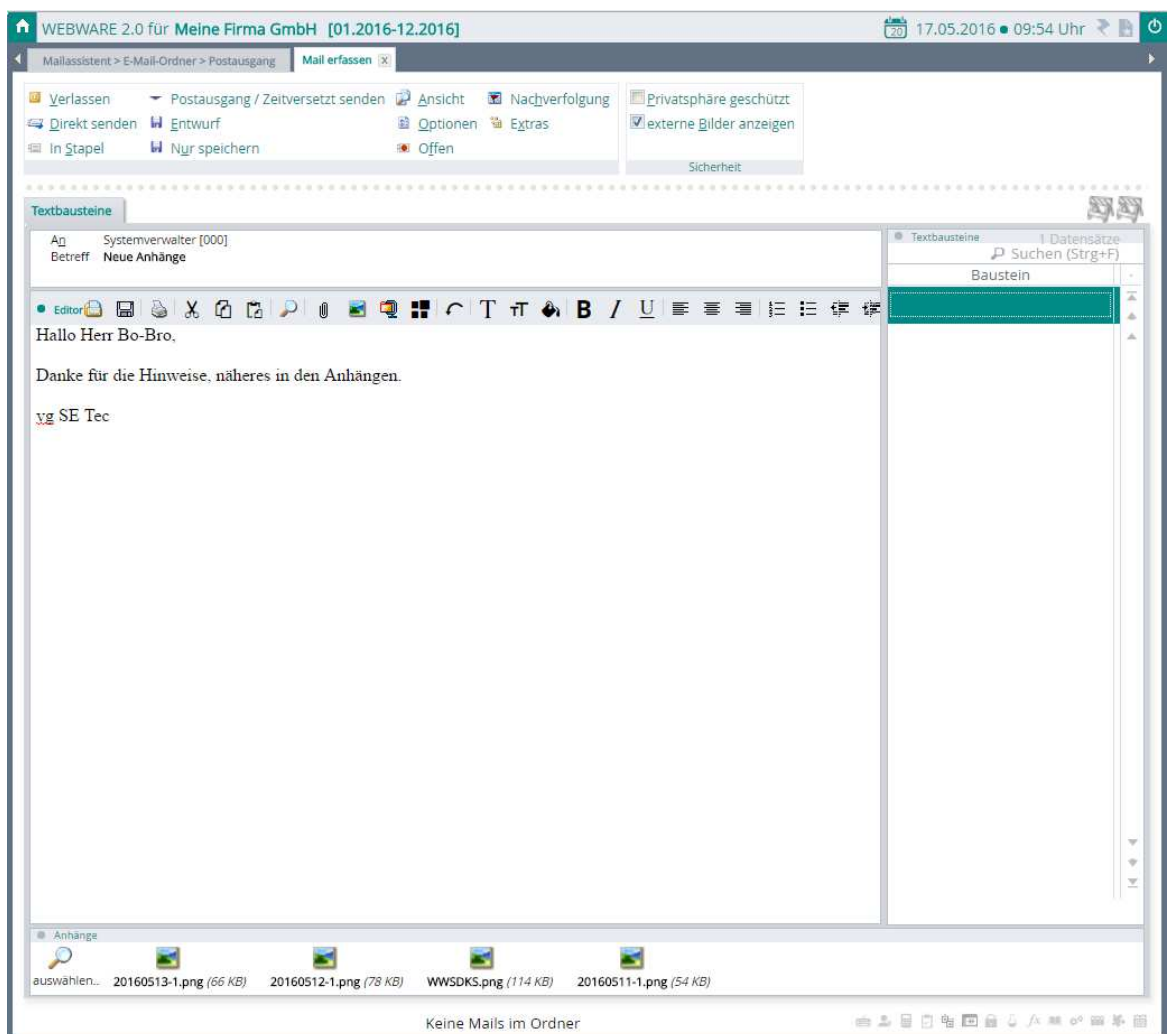 WEBWARE 2.0 für Meine Firma GmbH [01.2016-12.2016] 20 17.05.2016 • 09:54 Uhr
Mailassistent > E-Mail-Ordner > Postausgang Mail erfassen x
Verlassen Postausgang / Zeitversetzt senden Ansicht Nachverfolgung Privatsphäre geschützt
Direkt senden Entwurf Optionen Extras externe Bilder anzeigen
In Stapel Nur speichern Offen
Sicherheit
Textbausteine
An Systemverwalter [000]
Betreff Neue Anhänge
Textbausteine 1 Datensätze
Suchen (Strg+F)
Baustein
Editor T тT B I U
Hallo Herr Bo-Bro,
Danke für die Hinweise, näheres in den Anhängen.
vg SE Tec
Anhänge
auswählen.. 20160513-1.png (66 KB) 20160512-1.png (78 KB) WWSDKS.png (114 KB) 20160511-1.png (54 KB)
Keine Mails im Ordner fx